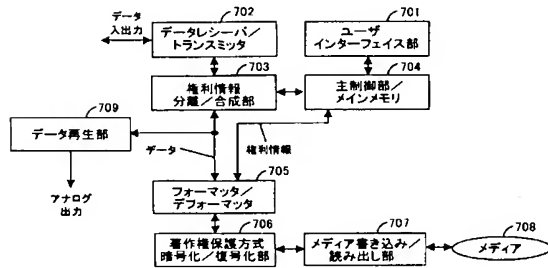 702
データレシーバ／
トランスミッタ
データ
入出力
701
ユーザ
インターフェイス部
703
権利情報
分離／合成部
704
主制御部／
メインメモリ
709
データ再生部
データ
権利情報
アナログ
出力
705
フォーマッタ／
デフォーマッタ
706
著作権保護方式
暗号化／復号化部
707
メディア書き込み／
読み出し部
708
メディア